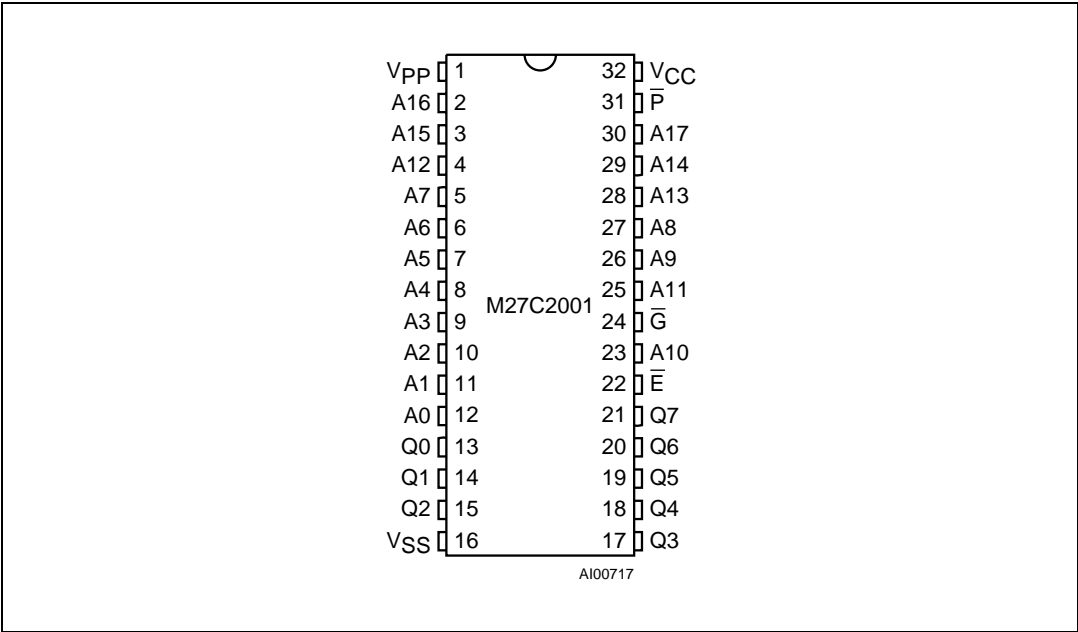 VPP 1 32 VCC
A16 2 31 P̅
A15 3 30 A17
A12 4 29 A14
A7 5 28 A13
A6 6 27 A8
A5 7 26 A9
A4 8 25 A11
M27C2001
A3 9 24 G̅
A2 10 23 A10
A1 11 22 E̅
A0 12 21 Q7
Q0 13 20 Q6
Q1 14 19 Q5
Q2 15 18 Q4
VSS 16 17 Q3
AI00717